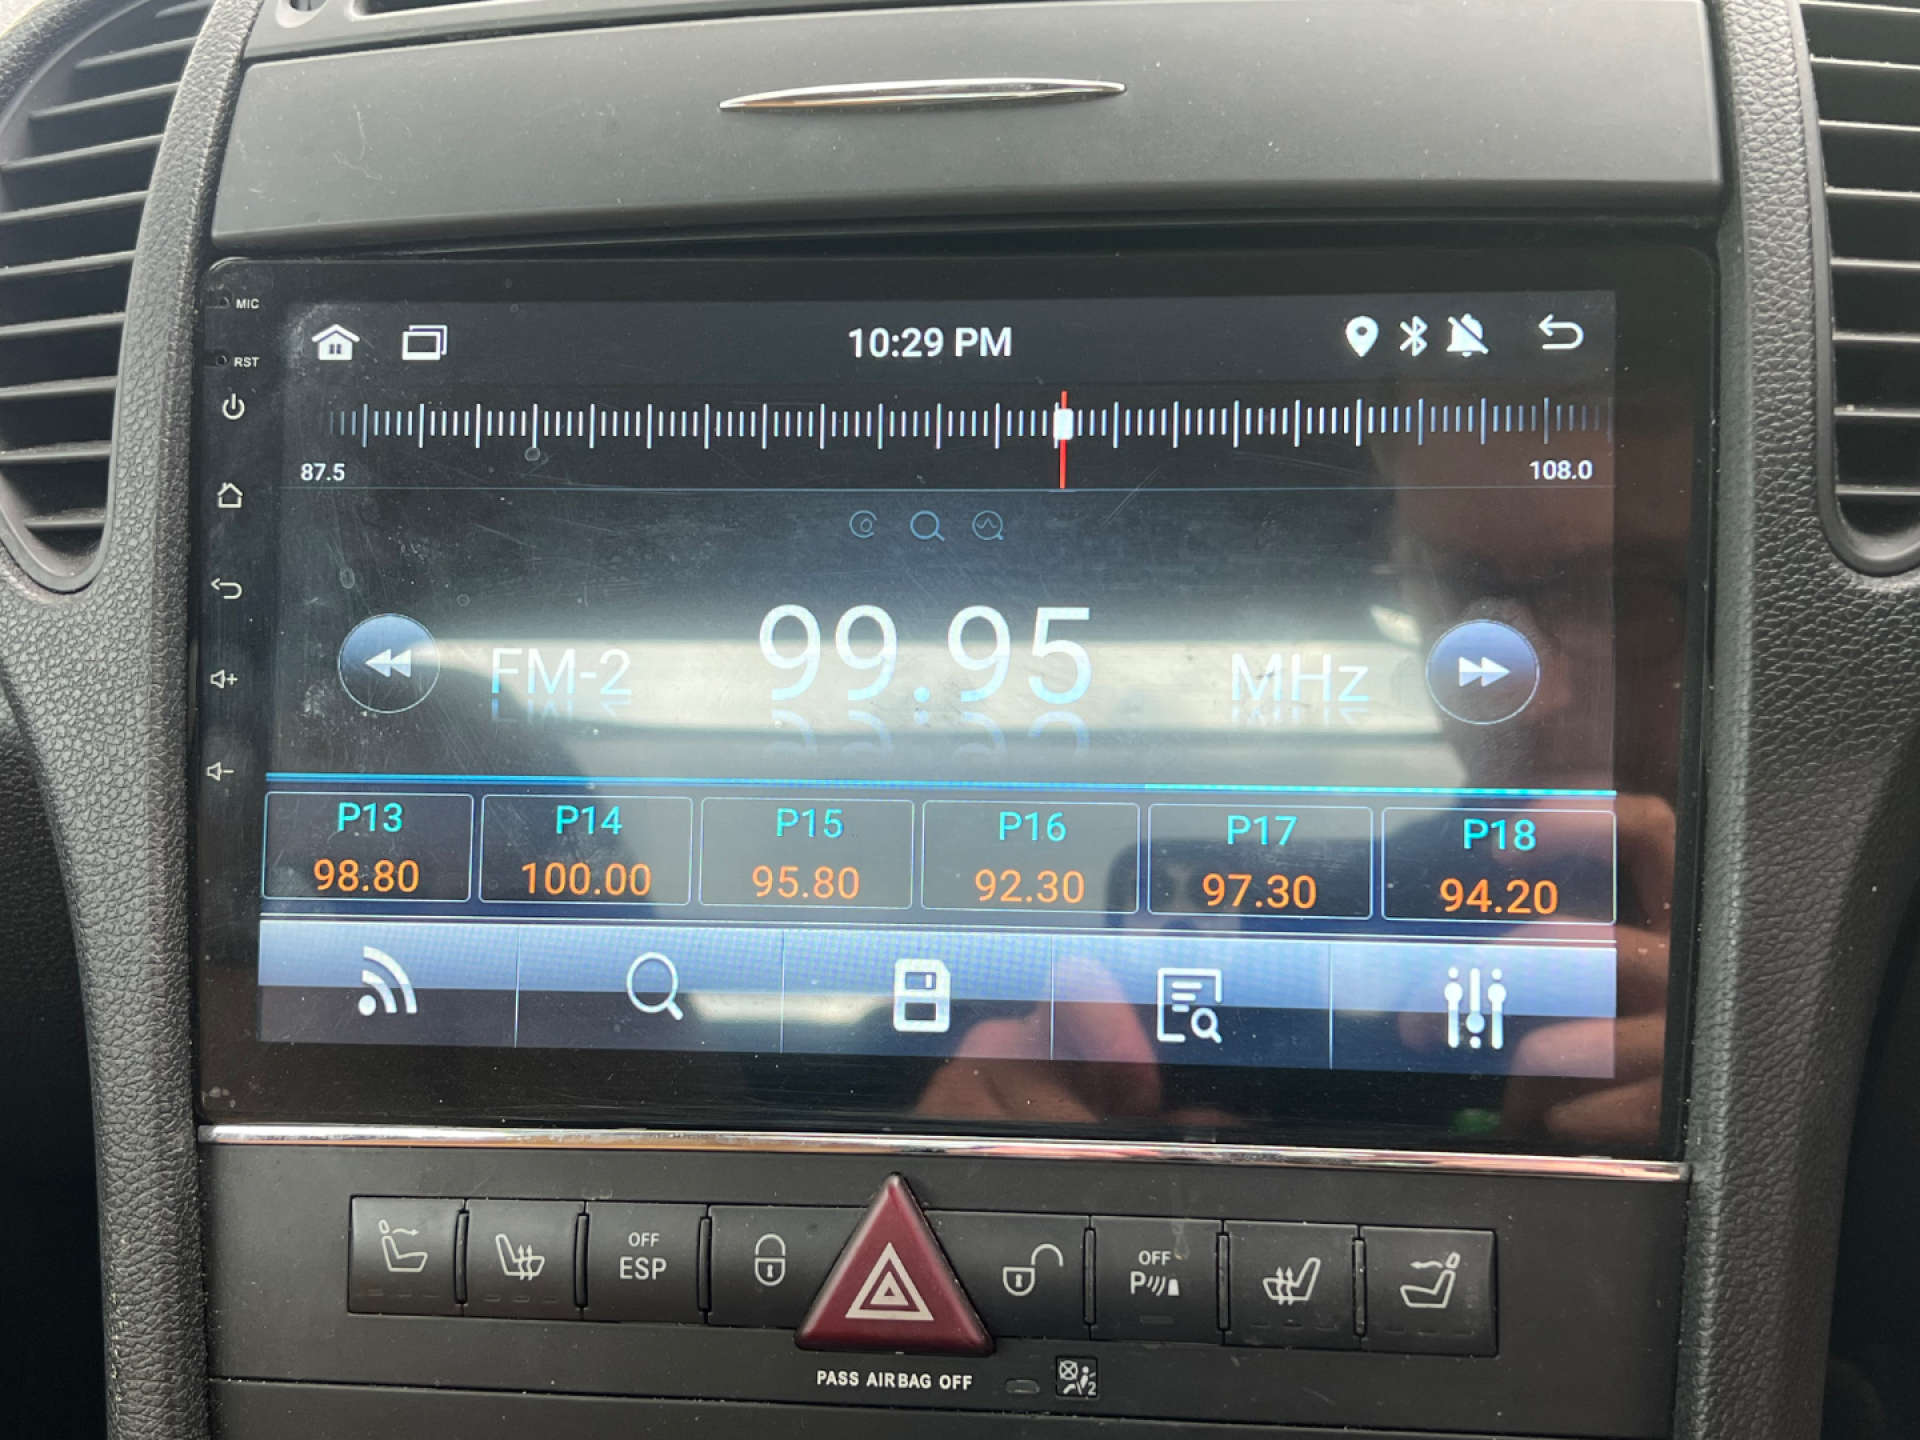 MIC
RST
10:29 PM
87.5 108.0
FM-2 99.95 MHz
P13 P14 P15 P16 P17 P18
98.80 100.00 95.80 92.30 97.30 94.20
OFF
ESP
OFF
P
PASS AIRBAG OFF
2